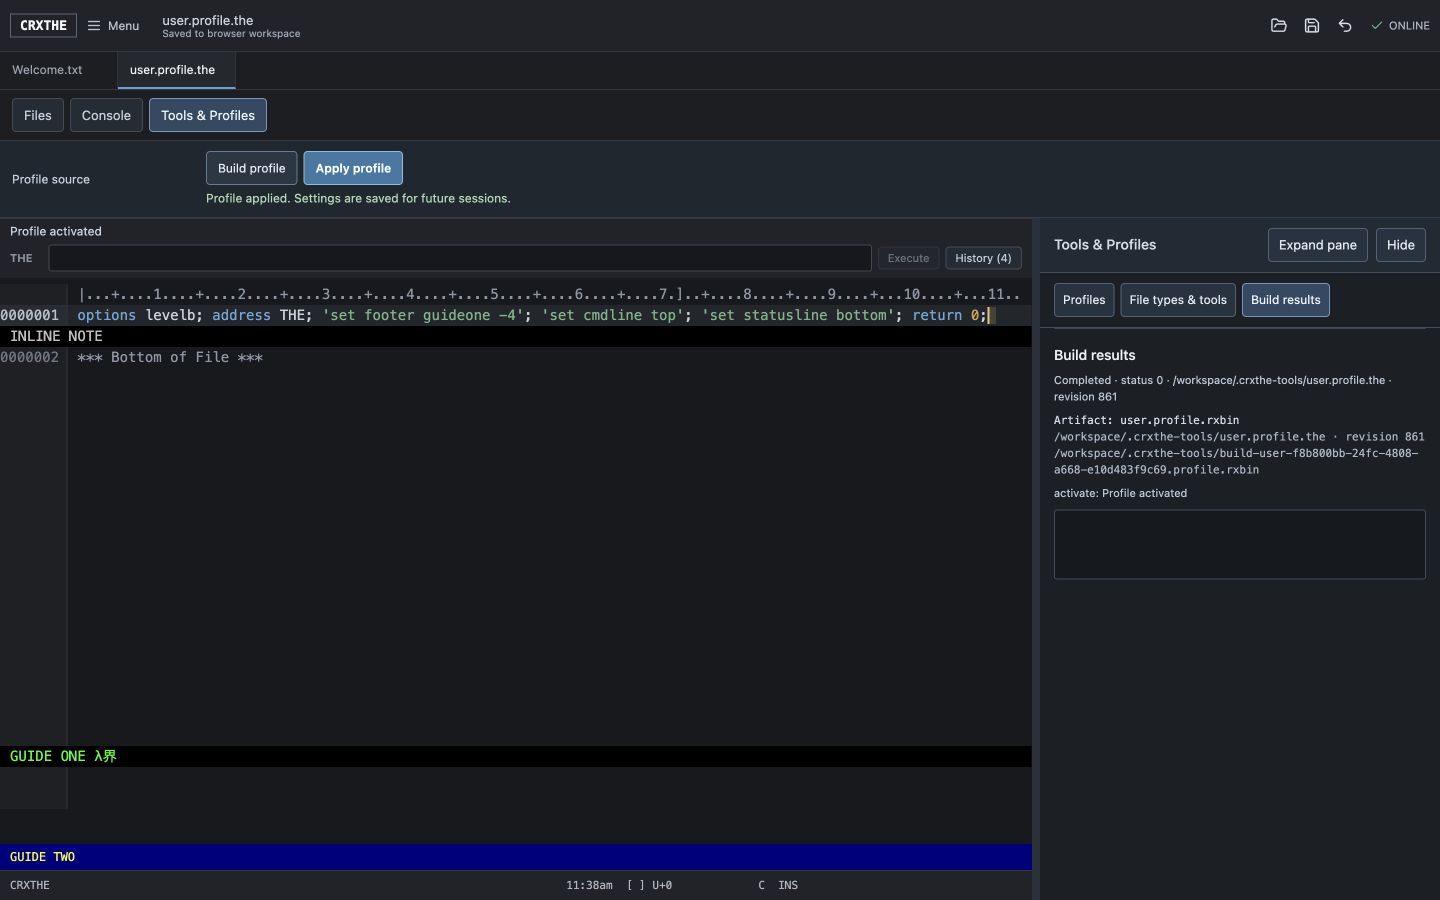 CRXTHE
Menu
user.profile.the
Saved to browser workspace
ONLINE
Welcome.txt
user.profile.the
Files
Console
Tools & Profiles
Profile source
Build profile
Apply profile
Profile applied. Settings are saved for future sessions.
Profile activated
THE
Execute
History (4)
|...+....1....+....2....+....3....+....4....+....5....+....6....+....7.]..+....8....+....9....+...10....+...11..
0000001 options levelb; address THE; 'set footer guideone -4'; 'set cmdline top'; 'set statusline bottom'; return 0;
INLINE NOTE
0000002 *** Bottom of File ***
GUIDE ONE λ界
GUIDE TWO
CRXTHE 11:38am [ ] U+0 C INS
Tools & Profiles
Expand pane
Hide
Profiles
File types & tools
Build results
Build results
Completed · status 0 · /workspace/.crxthe-tools/user.profile.the ·
revision 861
Artifact: user.profile.rxbin
/workspace/.crxthe-tools/user.profile.the · revision 861
/workspace/.crxthe-tools/build-user-f8b800bb-24fc-4808-
a668-e10d483f9c69.profile.rxbin
activate: Profile activated